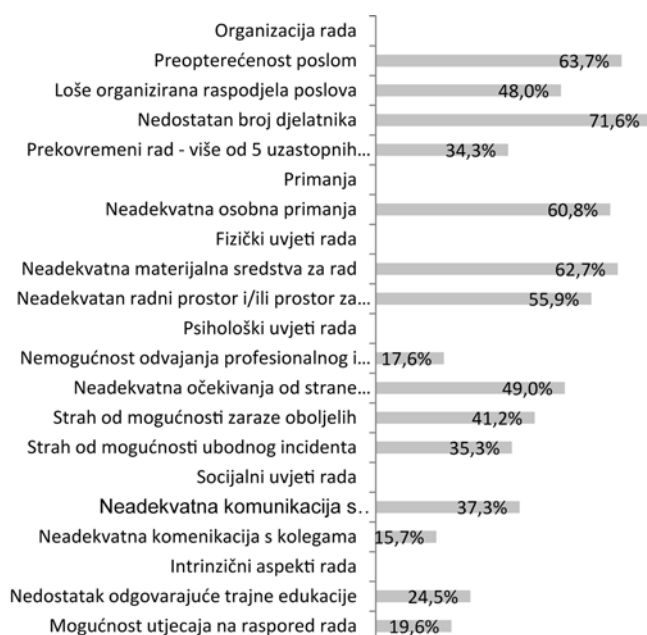 Organizacija rada
Preopterećenost poslom 63,7%
Loše organizirana raspodjela poslova 48,0%
Nedostatan broj djelatnika 71,6%
Prekovremeni rad - više od 5 uzastopnih... 34,3%
Primanja
Neadekvatna osobna primanja 60,8%
Fizički uvjeti rada
Neadekvatna materijalna sredstva za rad 62,7%
Neadekvatan radni prostor i/ili prostor za... 55,9%
Psihološki uvjeti rada
Nemogućnost odvajanja profesionalnog i... 17,6%
Neadekvatna očekivanja od strane... 49,0%
Strah od mogućnosti zaraze oboljelih 41,2%
Strah od mogućnosti ubodnog incidenta 35,3%
Socijalni uvjeti rada
Neadekvatna komunikacija s.. 37,3%
Neadekvatna komenikacija s kolegama 15,7%
Intrinzični aspekti rada
Nedostatak odgovarajuće trajne edukacije 24,5%
Mogućnost utjecaja na raspored rada 19,6%